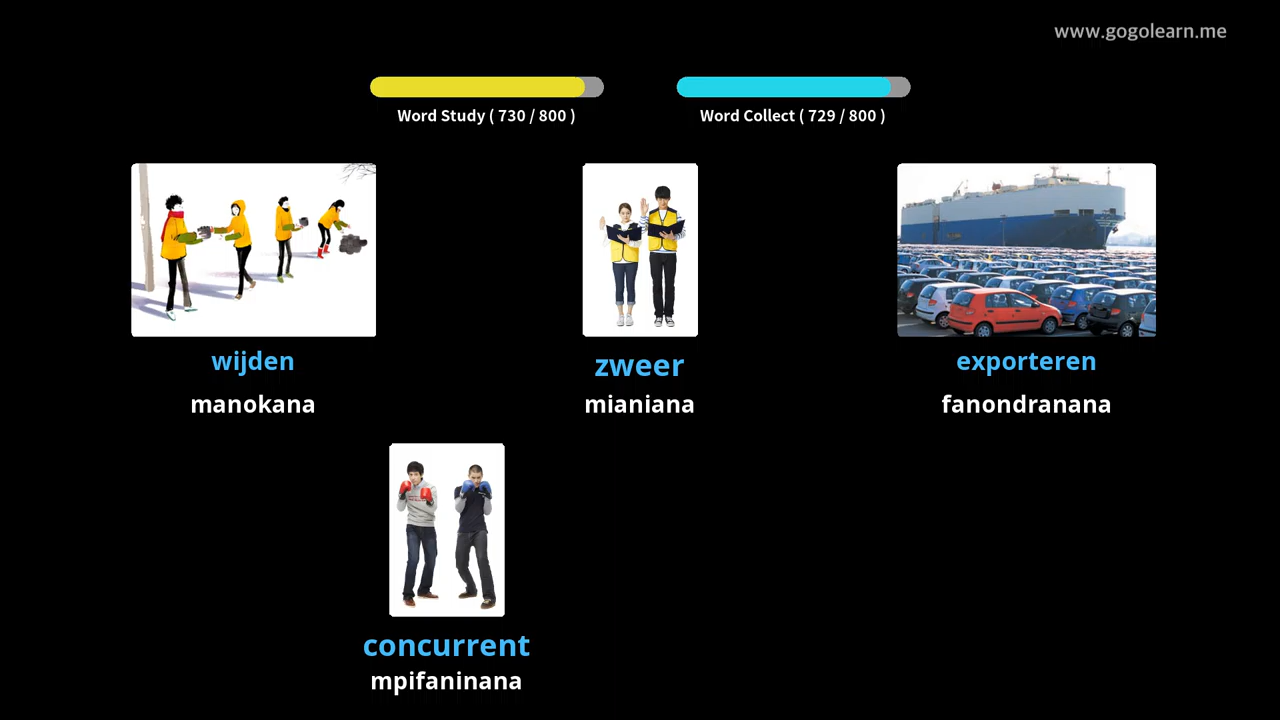 www.gogolearn.me
Word Study ( 730 / 800 )
Word Collect ( 729 / 800 )
wijden
manokana
zweer
mianiana
exporteren
fanondranana
concurrent
mpifaninana